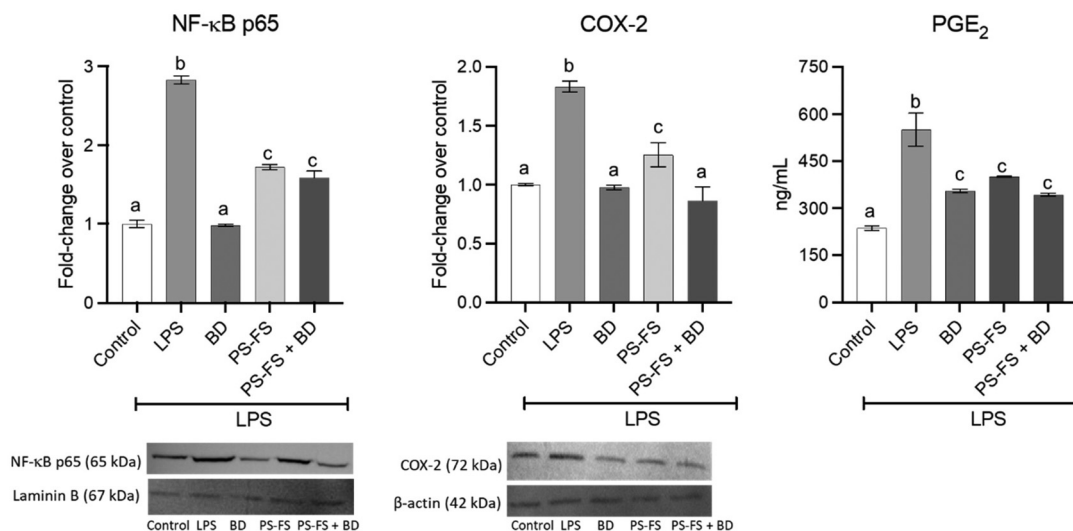 NF-κB p65
Fold-change over control
3
2
1
0
a
b
a
c
c
Control
LPS
BD
PS-FS
PS-FS + BD
LPS
COX-2
Fold-change over control
2.0
1.5
1.0
0.5
0.0
a
b
a
c
a
Control
LPS
BD
PS-FS
PS-FS + BD
LPS
PGE₂
ng/mL
750
600
450
300
150
0
a
b
c
c
c
Control
LPS
BD
PS-FS
PS-FS + BD
LPS
NF-κB p65 (65 kDa)
Laminin B (67 kDa)
Control LPS BD PS-FS PS-FS + BD
COX-2 (72 kDa)
β-actin (42 kDa)
Control LPS BD PS-FS PS-FS + BD